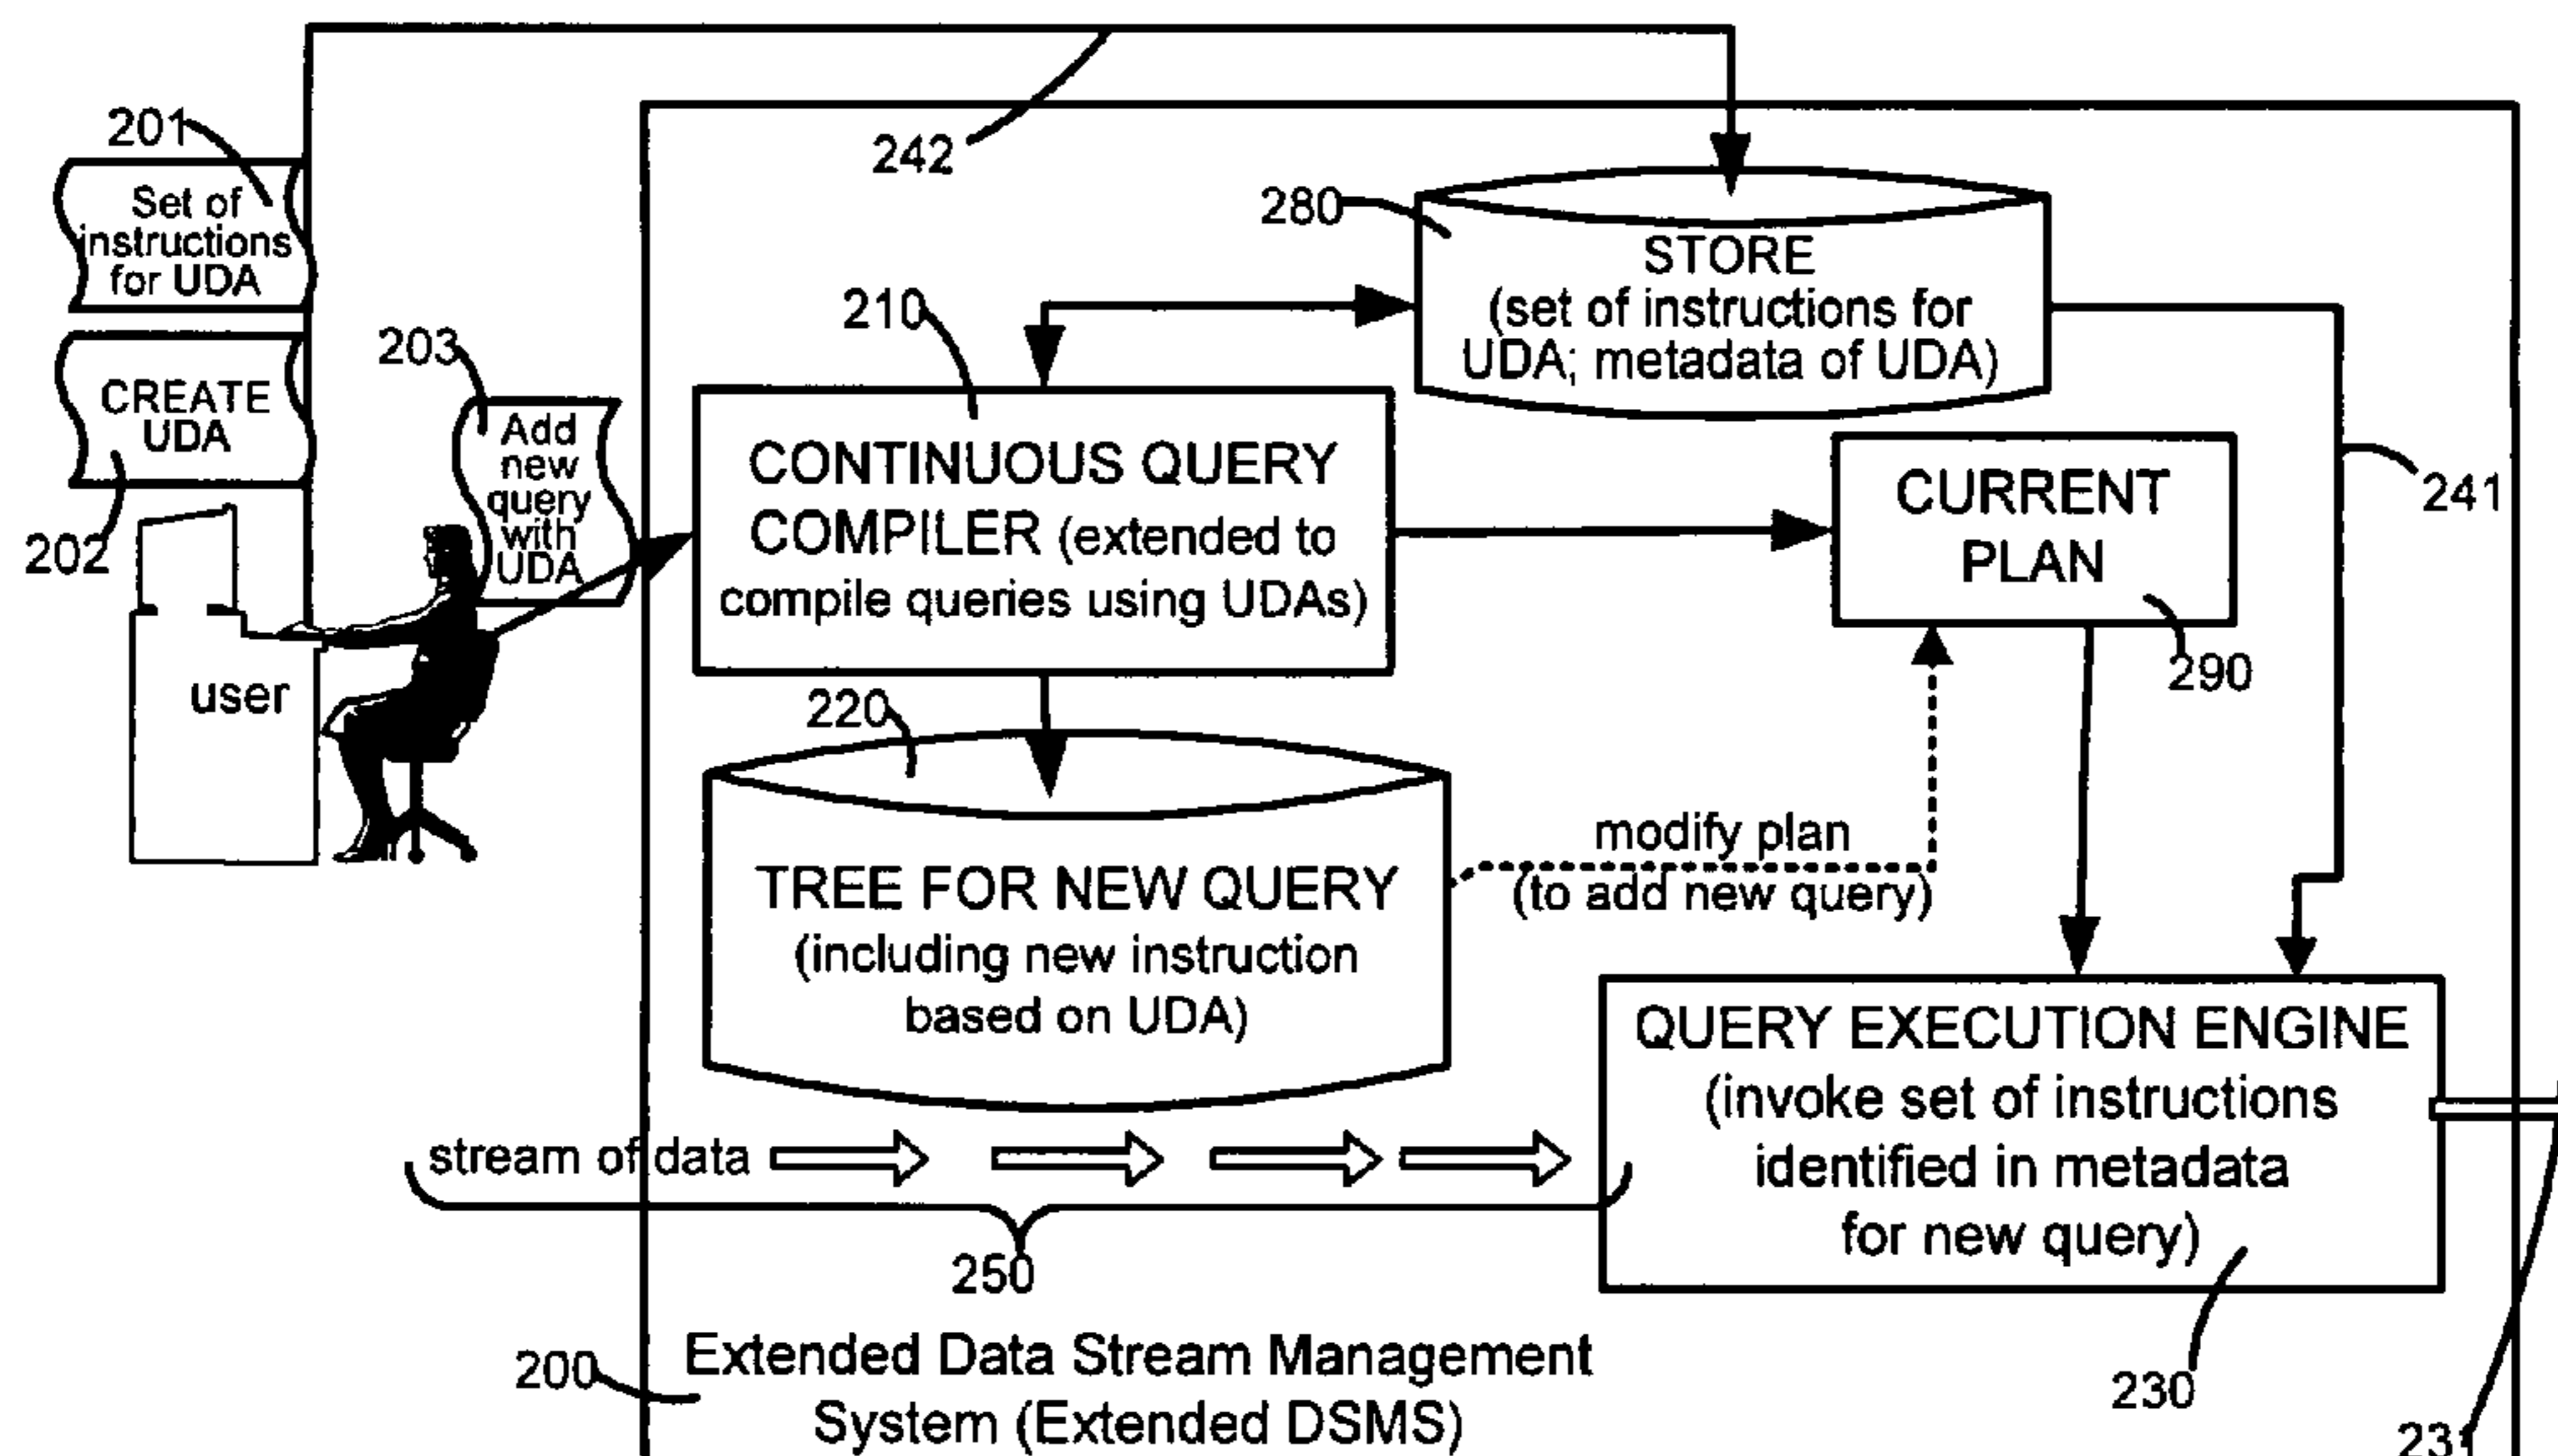 201
Set of
instructions
for UDA
CREATE
UDA
202
203
Add
new
query
with
UDA
user
242
280
STORE
(set of instructions for
UDA; metadata of UDA)
210
CONTINUOUS QUERY
COMPILER (extended to
compile queries using UDAs)
CURRENT
PLAN
241
290
220
TREE FOR NEW QUERY
(including new instruction
based on UDA)
modify plan
(to add new query)
QUERY EXECUTION ENGINE
(invoke set of instructions
identified in metadata
for new query)
stream of data
250
230
231
200
Extended Data Stream Management
System (Extended DSMS)